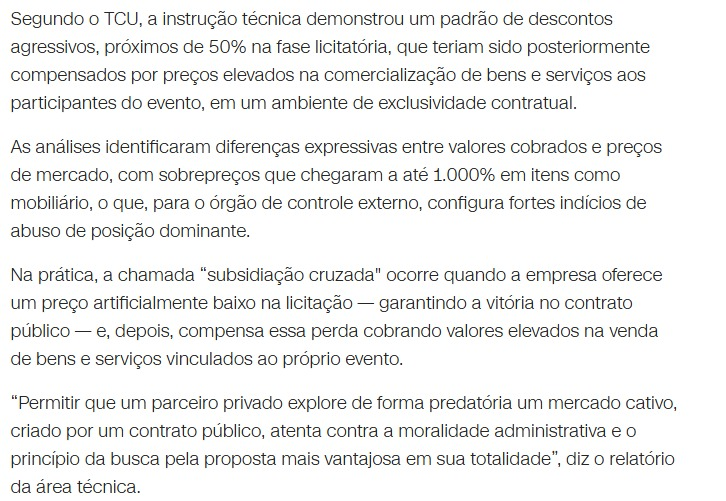 Segundo o TCU, a instrução técnica demonstrou um padrão de descontos
agressivos, próximos de 50% na fase licitatória, que teriam sido posteriormente
compensados por preços elevados na comercialização de bens e serviços aos
participantes do evento, em um ambiente de exclusividade contratual.
As análises identificaram diferenças expressivas entre valores cobrados e preços
de mercado, com sobrepreços que chegaram a até 1.000% em itens como
mobiliário, o que, para o órgão de controle externo, configura fortes indícios de
abuso de posição dominante.
Na prática, a chamada “subsidiação cruzada" ocorre quando a empresa oferece
um preço artificialmente baixo na licitação — garantindo a vitória no contrato
público — e, depois, compensa essa perda cobrando valores elevados na venda
de bens e serviços vinculados ao próprio evento.
“Permitir que um parceiro privado explore de forma predatória um mercado cativo,
criado por um contrato público, atenta contra a moralidade administrativa e o
princípio da busca pela proposta mais vantajosa em sua totalidade”, diz o relatório
da área técnica.